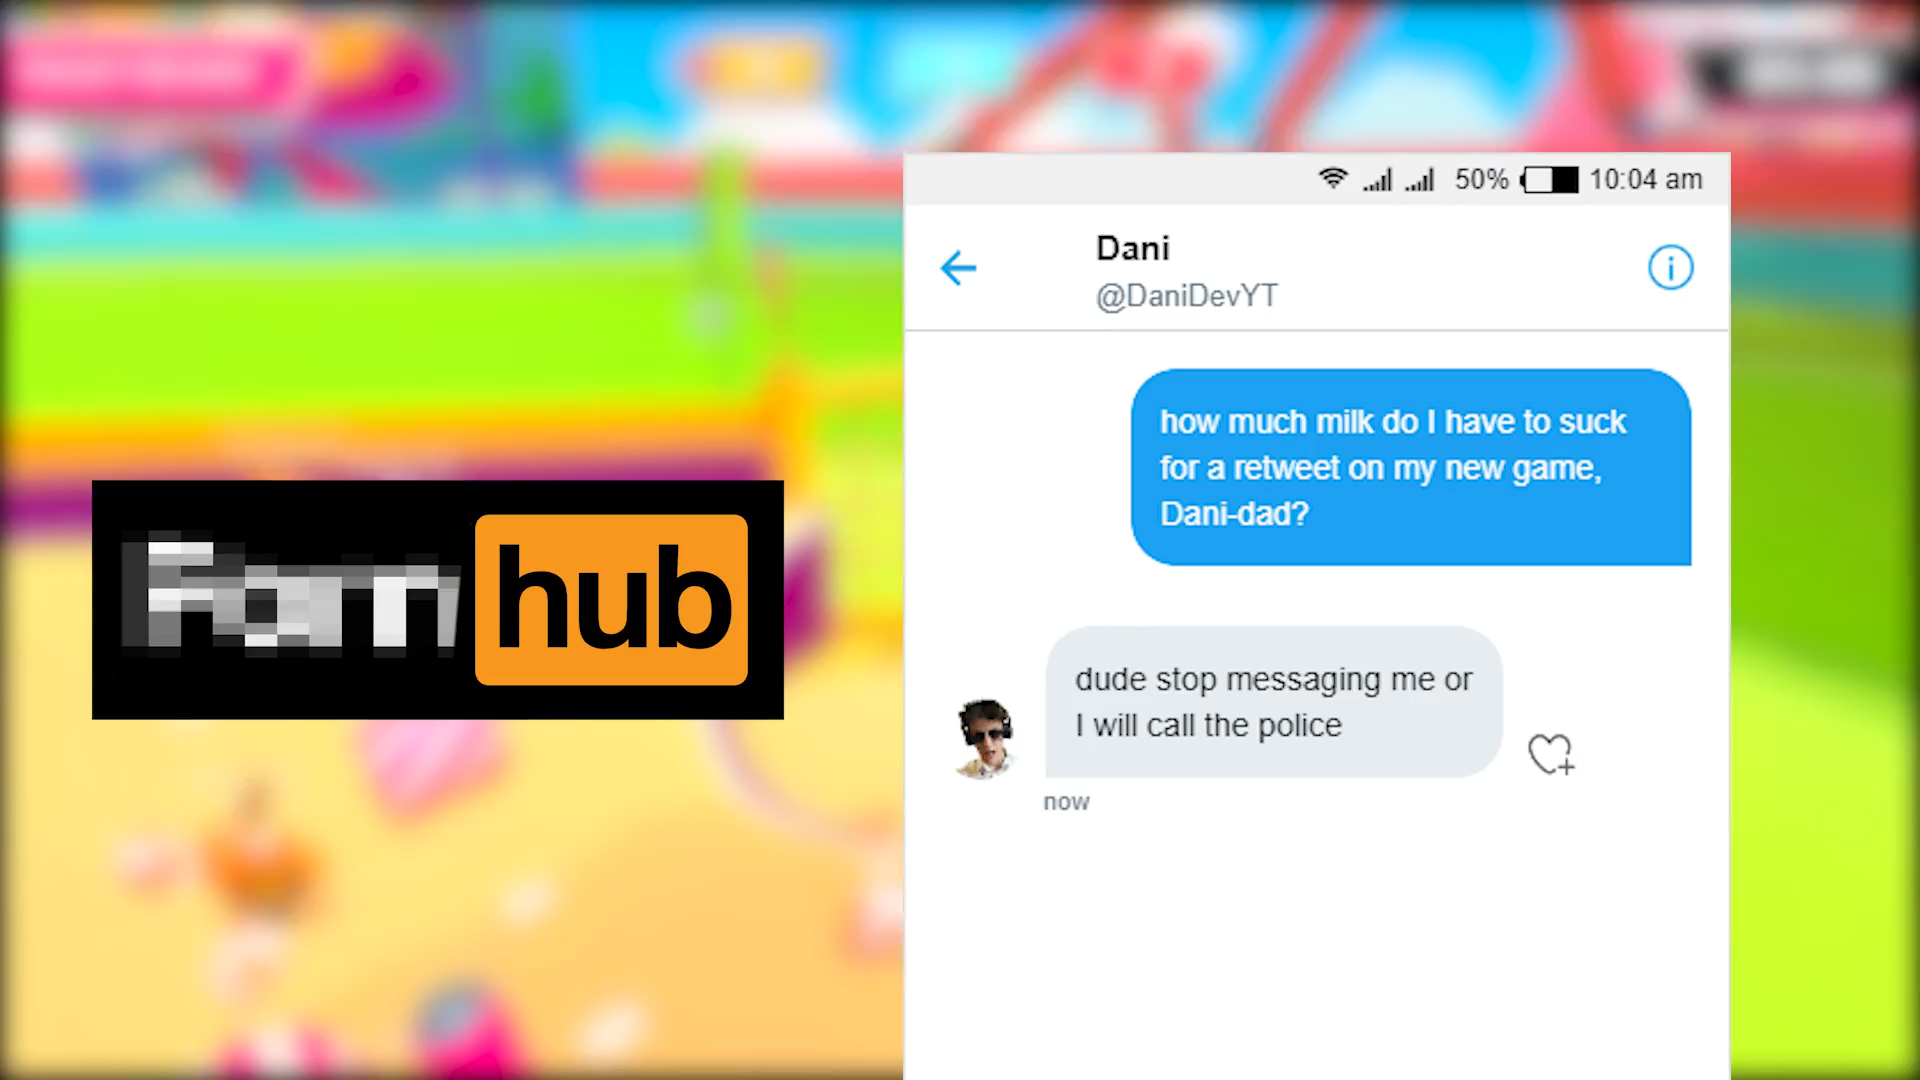 50% 10:04 am
Dani
@DaniDevYT
how much milk do I have to suck
for a retweet on my new game,
Dani-dad?
dude stop messaging me or
I will call the police
now
hub